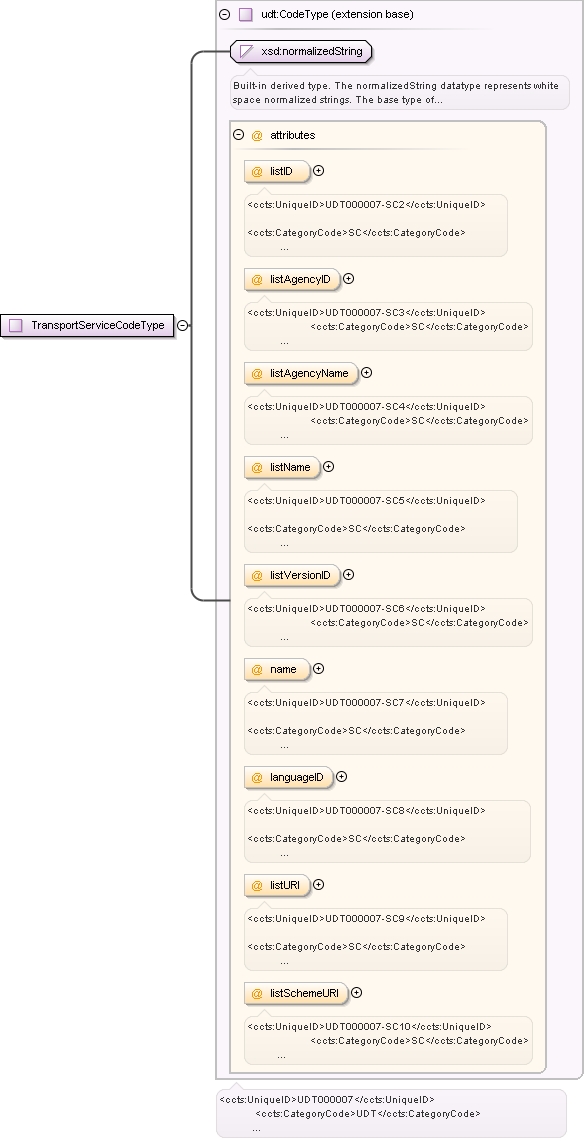 udt:CodeType (extension base)
xsd:normalizedString
Built-in derived type. The normalizedString datatype represents white
space normalized strings. The base type of...
@ attributes
@ listID
<ccts:UniqueID>UDT000007-SC2</ccts:UniqueID>
<ccts:CategoryCode>SC</ccts:CategoryCode>
...
@ listAgencyID
<ccts:UniqueID>UDT000007-SC3</ccts:UniqueID>
<ccts:CategoryCode>SC</ccts:CategoryCode>
...
TransportServiceCodeType
@ listAgencyName
<ccts:UniqueID>UDT000007-SC4</ccts:UniqueID>
<ccts:CategoryCode>SC</ccts:CategoryCode>
...
@ listName
<ccts:UniqueID>UDT000007-SC5</ccts:UniqueID>
<ccts:CategoryCode>SC</ccts:CategoryCode>
...
@ listVersionID
<ccts:UniqueID>UDT000007-SC6</ccts:UniqueID>
<ccts:CategoryCode>SC</ccts:CategoryCode>
...
@ name
<ccts:UniqueID>UDT000007-SC7</ccts:UniqueID>
<ccts:CategoryCode>SC</ccts:CategoryCode>
...
@ languageID
<ccts:UniqueID>UDT000007-SC8</ccts:UniqueID>
<ccts:CategoryCode>SC</ccts:CategoryCode>
...
@ listURI
<ccts:UniqueID>UDT000007-SC9</ccts:UniqueID>
<ccts:CategoryCode>SC</ccts:CategoryCode>
...
@ listSchemeURI
<ccts:UniqueID>UDT000007-SC10</ccts:UniqueID>
<ccts:CategoryCode>SC</ccts:CategoryCode>
...
<ccts:UniqueID>UDT000007</ccts:UniqueID>
<ccts:CategoryCode>UDT</ccts:CategoryCode>
...